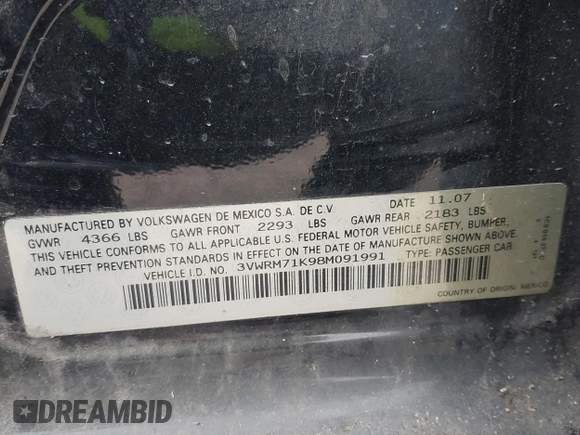 MANUFACTURED BY VOLKSWAGEN DE MEXICO S.A. DE C.V. DATE 11.07
GVWR 4366 LBS GAWR FRONT 2293 LBS GAWR REAR 2183 LBS
THIS VEHICLE CONFORMS TO ALL APPLICABLE U.S. FEDERAL MOTOR VEHICLE SAFETY, BUMPER,
AND THEFT PREVENTION STANDARDS IN EFFECT ON THE DATE OF MANUFACTURE SHOWN ABOVE.
VEHICLE I.D. NO. 3VWRM71K98M091991 TYPE: PASSENGER CAR
COUNTRY OF ORIGIN: MEXICO
DREAMBID